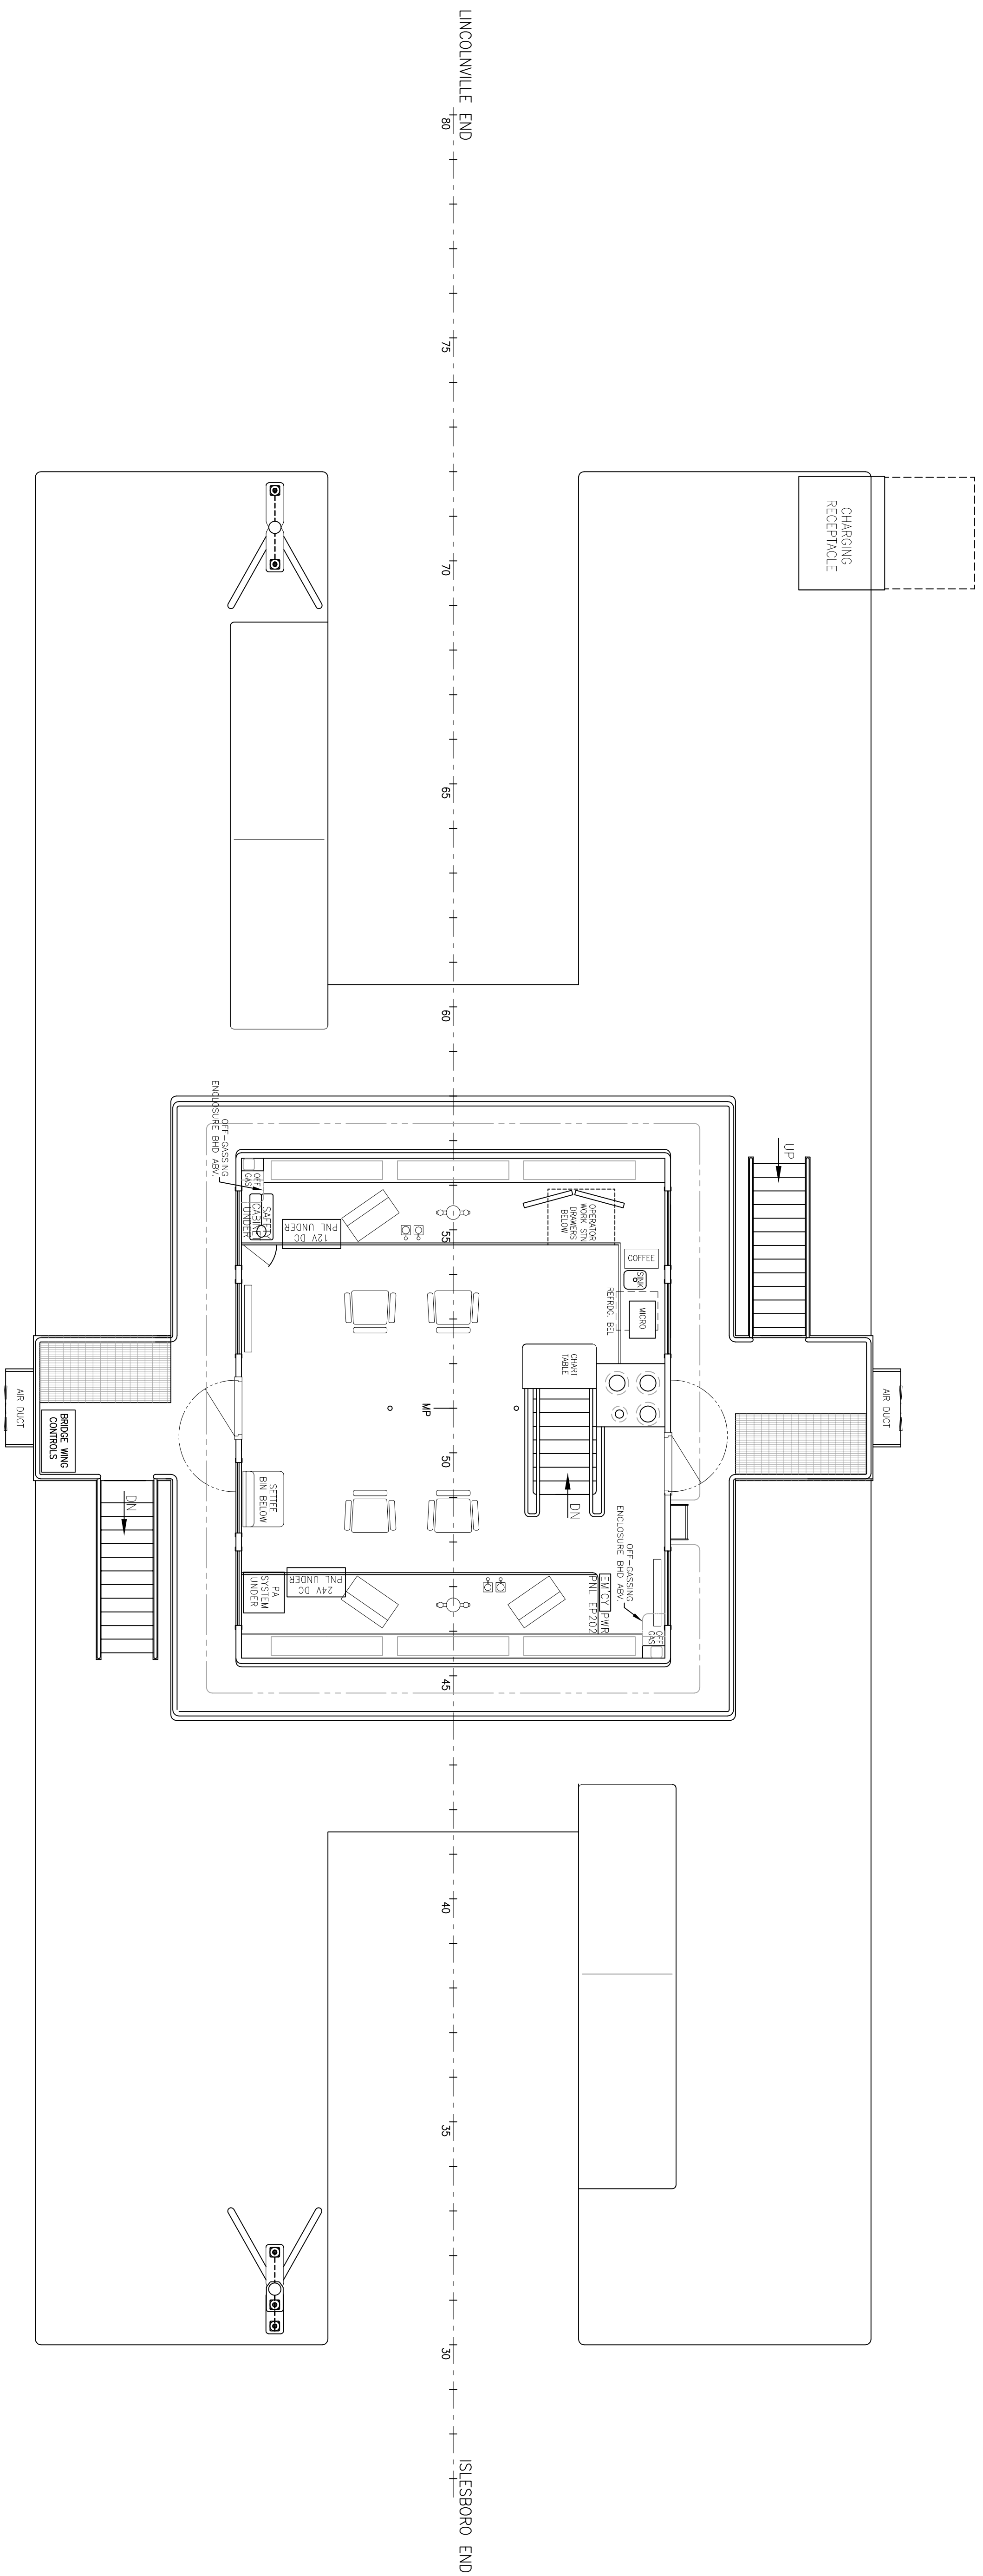 LINCOLNVILLE END
80
75
CHARGING
RECEPTACLE
70
65
60
UP
OFF-GASSING
ENCLOSURE BHD ABV.
OFF
GAS
SAFETY
CABINET
UNDER
12V DC
PNL UNDER
55
OPERATOR
WORK STN
DRAWERS
BELOW
COFFEE
SINK
MICRO
REFRDG. BEL
CHART
TABLE
AIR DUCT
AIR DUCT
BRIDGE WING
CONTROLS
MP
50
DN
DN
SETTEE
BIN BELOW
OFF-GASSING
ENCLOSURE BHD ABV.
PA
SYSTEM
UNDER
24V DC
PNL UNDER
EM'CY PWR
PNL EP202
OFF
GAS
45
40
35
30
ISLESBORO END